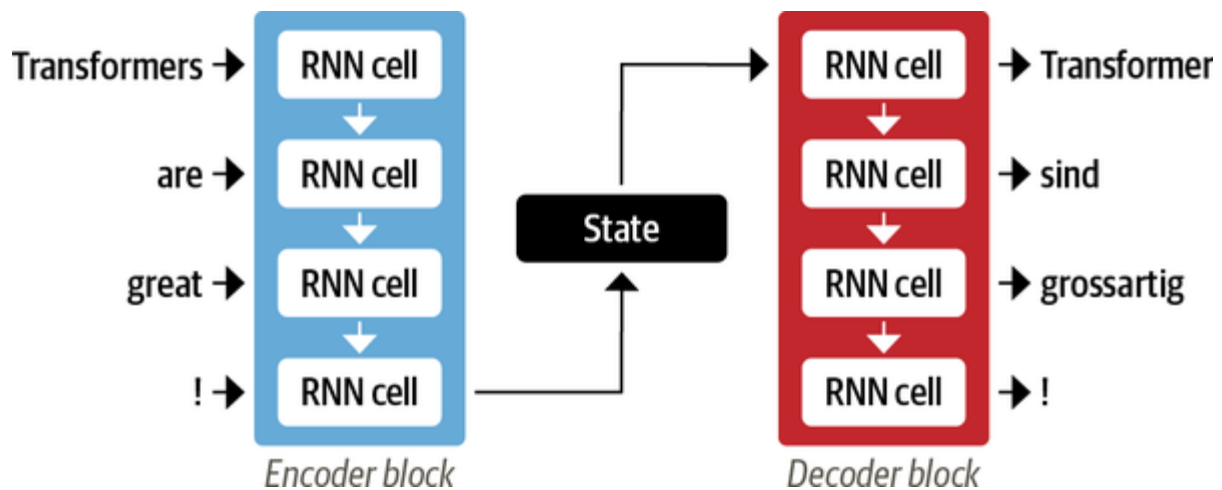 Transformers RNN cell RNN cell Transformer
are RNN cell RNN cell sind
State
great RNN cell RNN cell grossartig
! RNN cell RNN cell !
Encoder block Decoder block